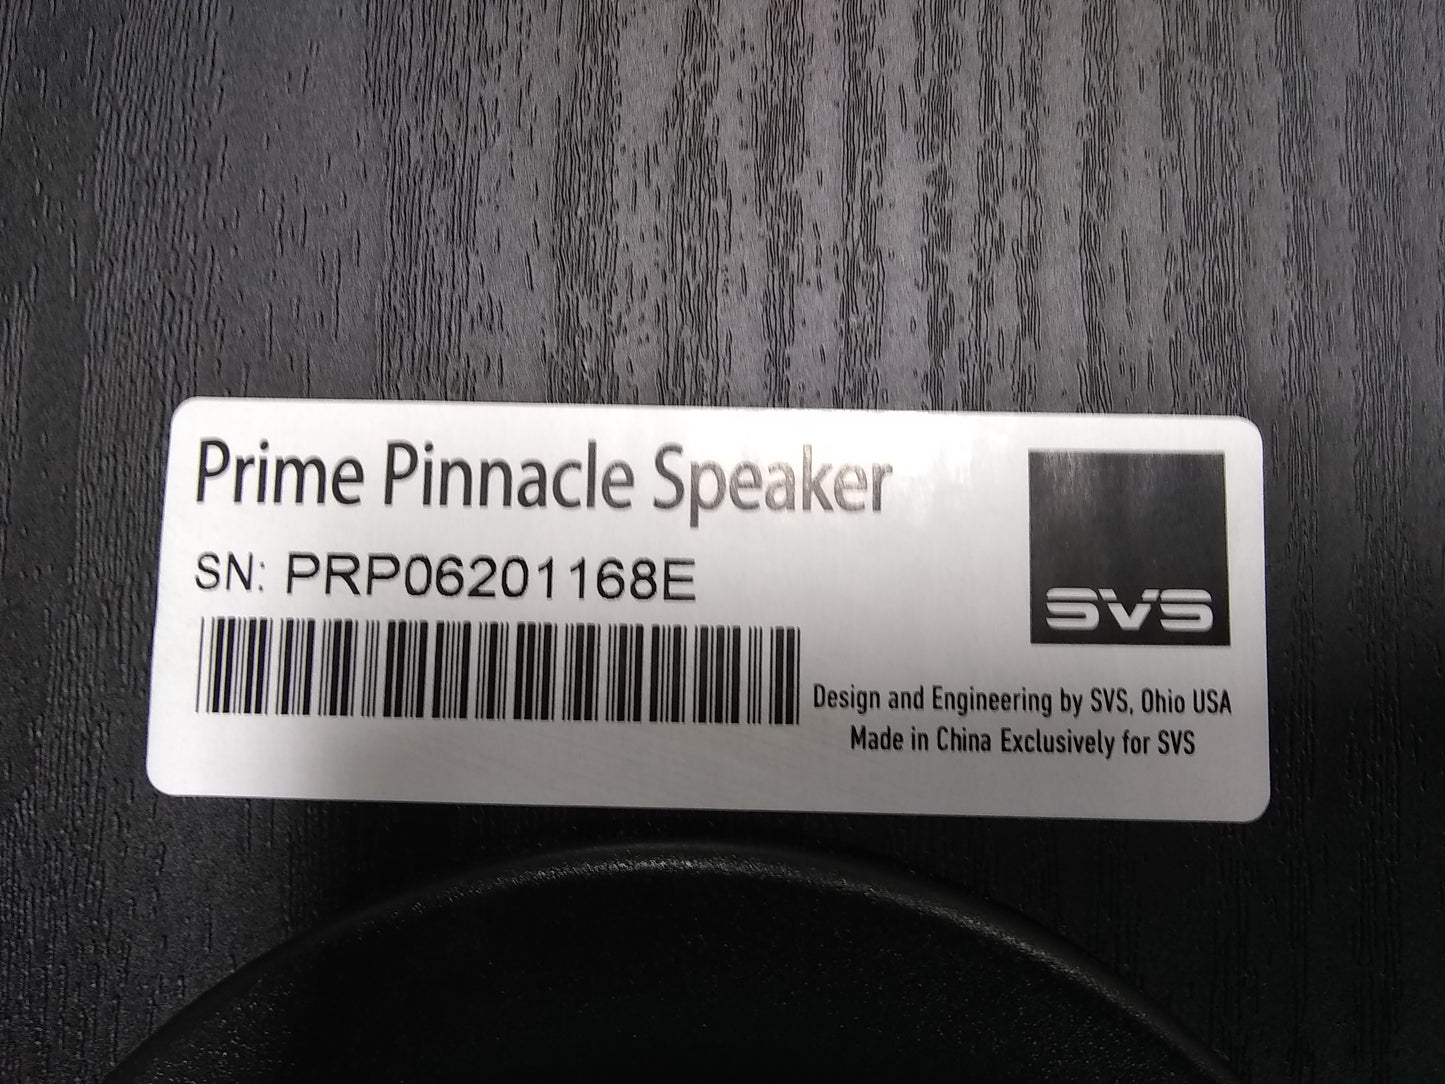 Prime Pinnacle Speaker
SN: PRP06201168E
SVS
Design and Engineering by SVS, Ohio USA
Made in China Exclusively for SVS